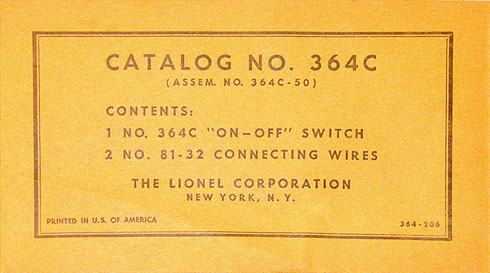 CATALOG NO. 364C
(ASSEM. NO. 364C-50)
CONTENTS:
1 NO. 364C "ON-OFF" SWITCH
2 NO. 81-32 CONNECTING WIRES
THE LIONEL CORPORATION
NEW YORK, N.Y.
PRINTED IN U.S. OF AMERICA
364-206